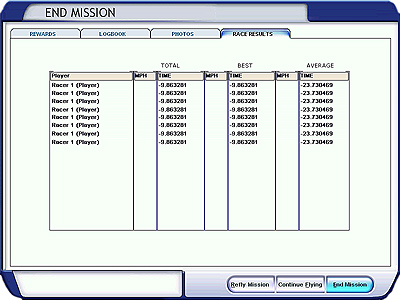 END MISSION
REWARDS LOGBOOK PHOTOS RACE RESULTS
TOTAL BEST AVERAGE
Player MPH TIME MPH TIME MPH TIME
Racer 1 (Player) -9.863281 -9.863281 -23.730469
Racer 1 (Player) -9.863281 -9.863281 -23.730469
Racer 1 (Player) -9.863281 -9.863281 -23.730469
Racer 1 (Player) -9.863281 -9.863281 -23.730469
Racer 1 (Player) -9.863281 -9.863281 -23.730469
Racer 1 (Player) -9.863281 -9.863281 -23.730469
Racer 1 (Player) -9.863281 -9.863281 -23.730469
Racer 1 (Player) -9.863281 -9.863281 -23.730469
Refly Mission Continue Flying End Mission